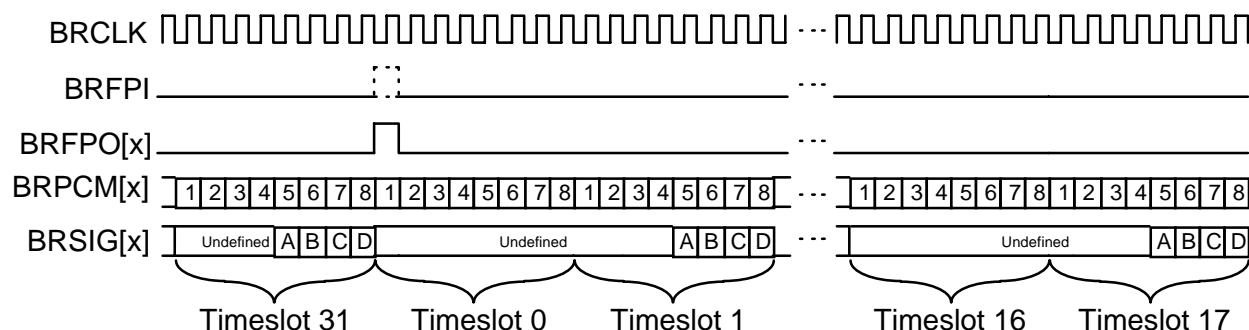 BRCLK ...
BRFPI ...
BRFPO[x] ...
BRPCM[x] 1 2 3 4 5 6 7 8 1 2 3 4 5 6 7 8 1 2 3 4 5 6 7 8 ... 1 2 3 4 5 6 7 8 1 2 3 4 5 6 7 8
BRSIG[x] Undefined A B C D Undefined A B C D ... Undefined A B C D
Timeslot 31 Timeslot 0 Timeslot 1 Timeslot 16 Timeslot 17